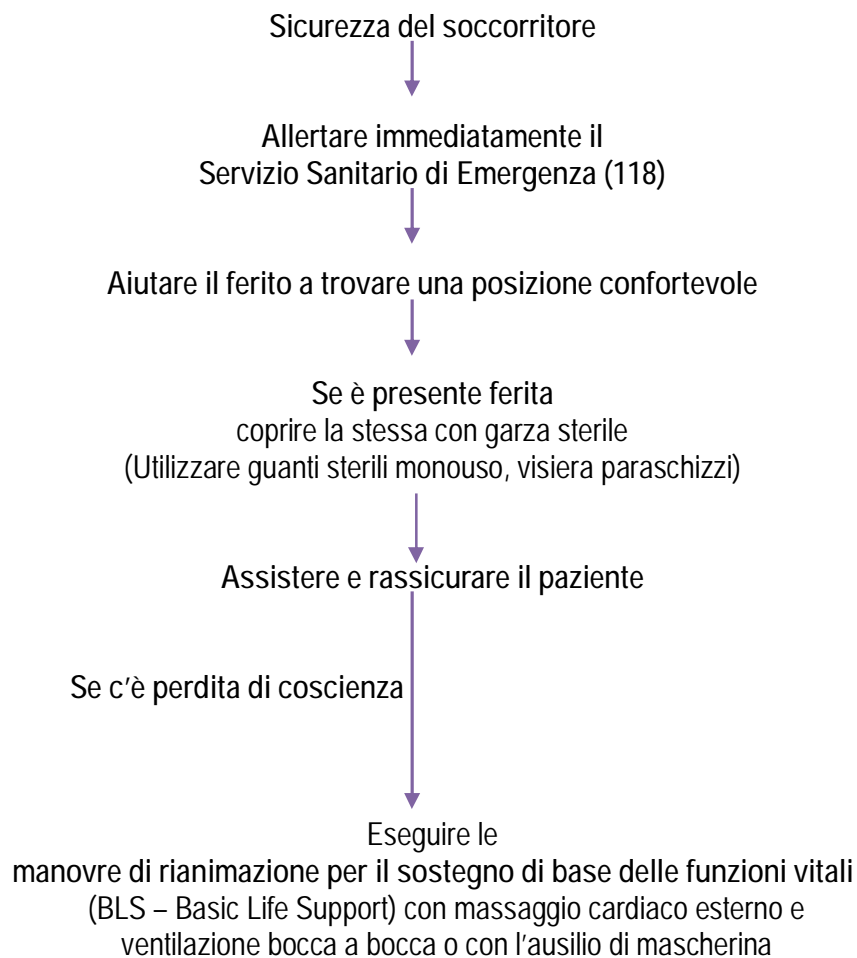 Sicurezza del soccorritore
Allertare immediatamente il
Servizio Sanitario di Emergenza (118)
Aiutare il ferito a trovare una posizione confortevole
Se è presente ferita
coprire la stessa con garza sterile
(Utilizzare guanti sterili monouso, visiera paraschizzi)
Assistere e rassicurare il paziente
Se c’è perdita di coscienza
Eseguire le
manovre di rianimazione per il sostegno di base delle funzioni vitali
(BLS – Basic Life Support) con massaggio cardiaco esterno e
ventilazione bocca a bocca o con l’ausilio di mascherina